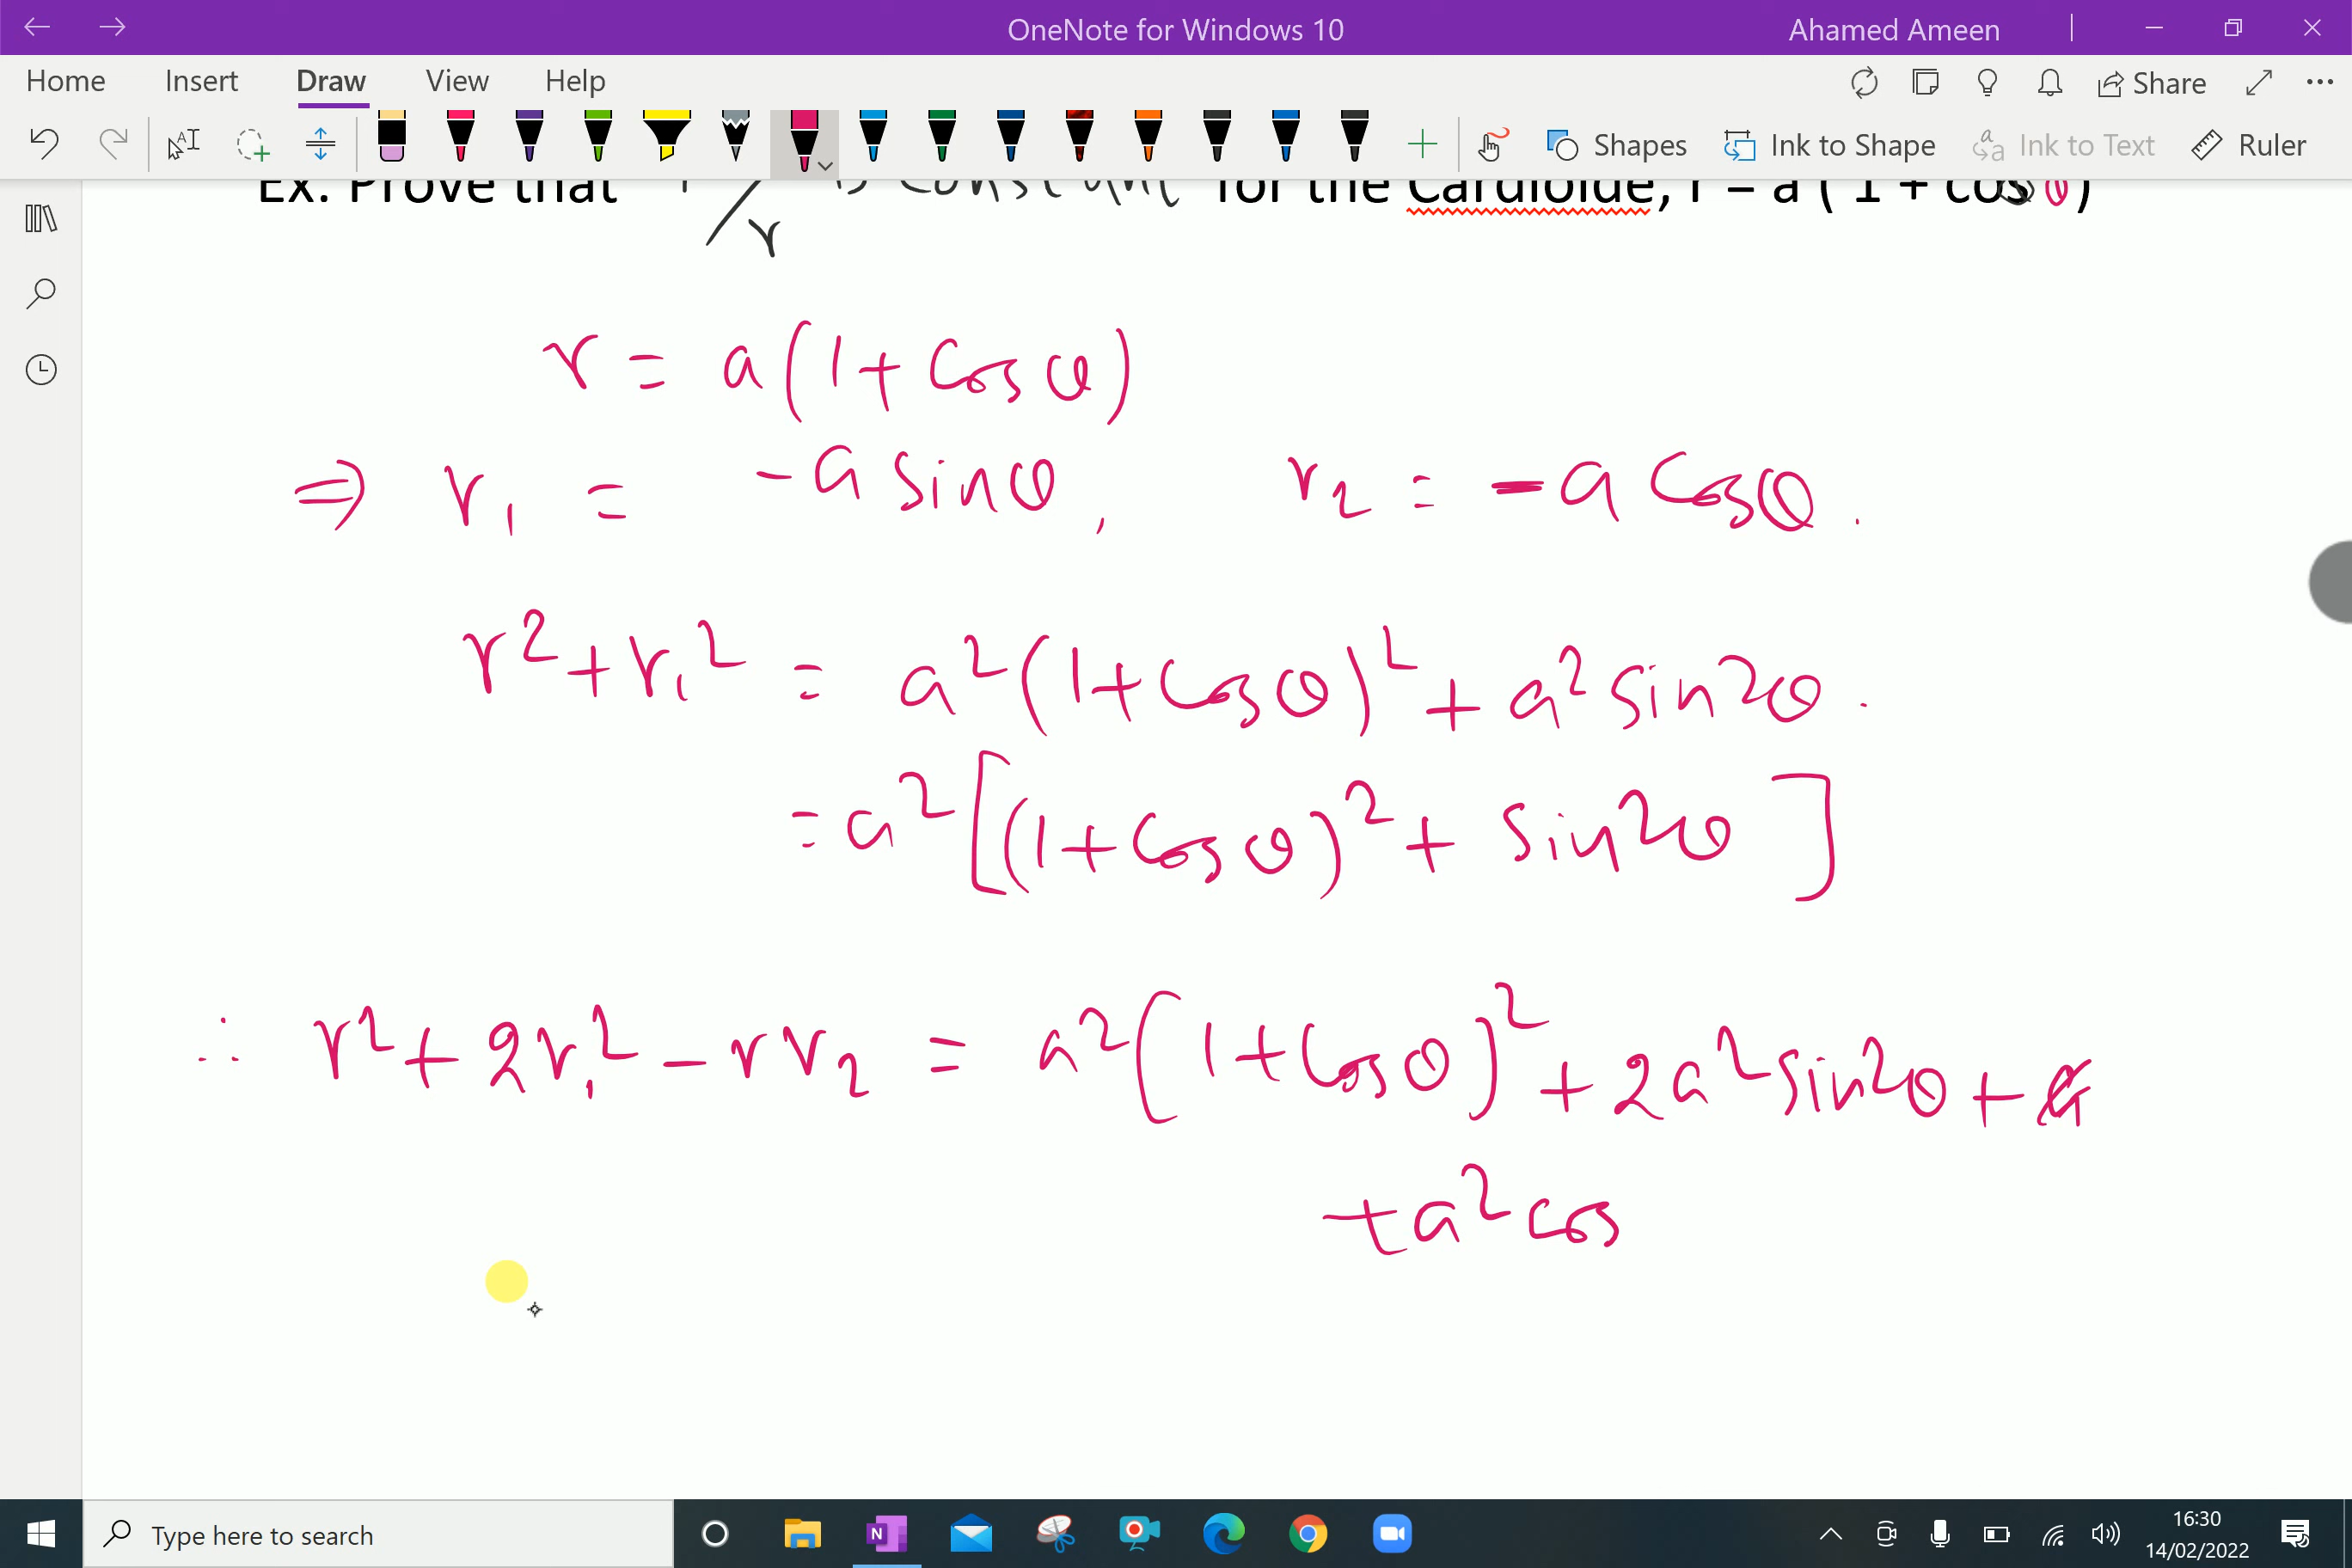 OneNote for Windows 10 Ahamed Ameen
Home Insert Draw View Help Share
Shapes Ink to Shape Ink to Text Ruler
Ex. Prove that /r is constant for the Cardioide, r = a ( 1 + cos θ)
r = a(1+cosθ)
⇒ r₁ = -a sinθ, r₂ = -a cosθ.
r²+r₁² = a²(1+cosθ)²+a²sin²θ.
=a²[(1+cosθ)²+ sin²θ]
∴ r²+2r₁²-rr₂ = a²(1+cosθ)²+2a²sin²θ+
+a²cos
Type here to search
16:30
14/02/2022